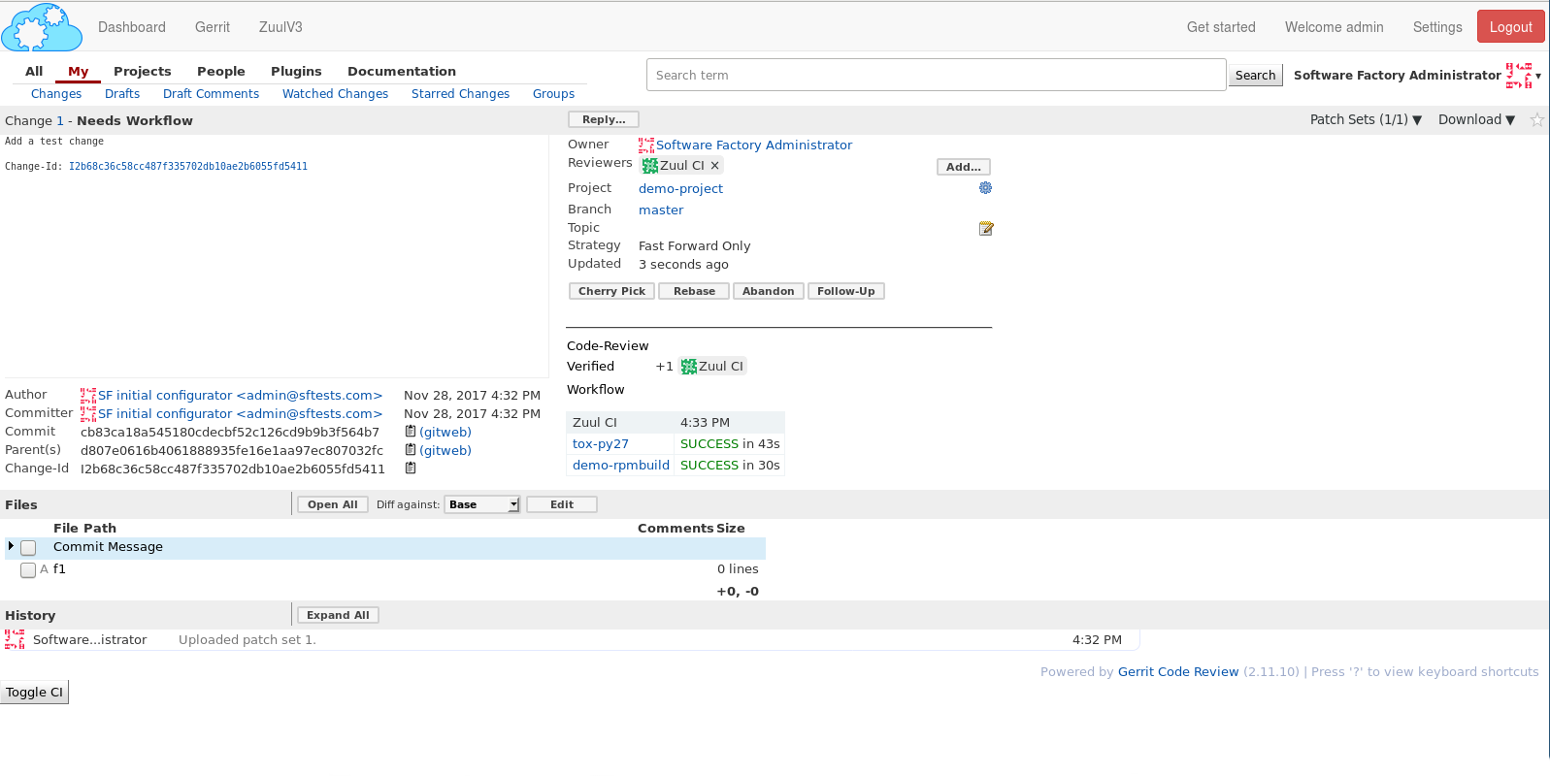 Dashboard Gerrit ZuulV3 Get started Welcome admin Settings Logout
All My Projects People Plugins Documentation Search term Search Software Factory Administrator ▾
Changes Drafts Draft Comments Watched Changes Starred Changes Groups
Change 1 - Needs Workflow Reply... Patch Sets (1/1) ▼ Download ▼ ☆
Add a test change
Change-Id: I2b68c36c58cc487f335702db10ae2b6055fd5411
Owner Software Factory Administrator
Reviewers Zuul CI ✕ Add...
Project demo-project
Branch master
Topic
Strategy Fast Forward Only
Updated 3 seconds ago
Cherry Pick Rebase Abandon Follow-Up
Code-Review
Verified +1 Zuul CI
Workflow
Zuul CI 4:33 PM
tox-py27 SUCCESS in 43s
demo-rpmbuild SUCCESS in 30s
Author SF initial configurator <admin@sftests.com> Nov 28, 2017 4:32 PM
Committer SF initial configurator <admin@sftests.com> Nov 28, 2017 4:32 PM
Commit cb83ca18a545180cdecbf52c126cd9b9b3f564b7 (gitweb)
Parent(s) d807e0616b4061888935fe16e1aa97ec807032fc (gitweb)
Change-Id I2b68c36c58cc487f335702db10ae2b6055fd5411
Files Open All Diff against: Base Edit
File Path Comments Size
Commit Message
A f1 0 lines
+0, -0
History Expand All
Software...istrator Uploaded patch set 1. 4:32 PM
Powered by Gerrit Code Review (2.11.10) | Press '?' to view keyboard shortcuts
Toggle CI